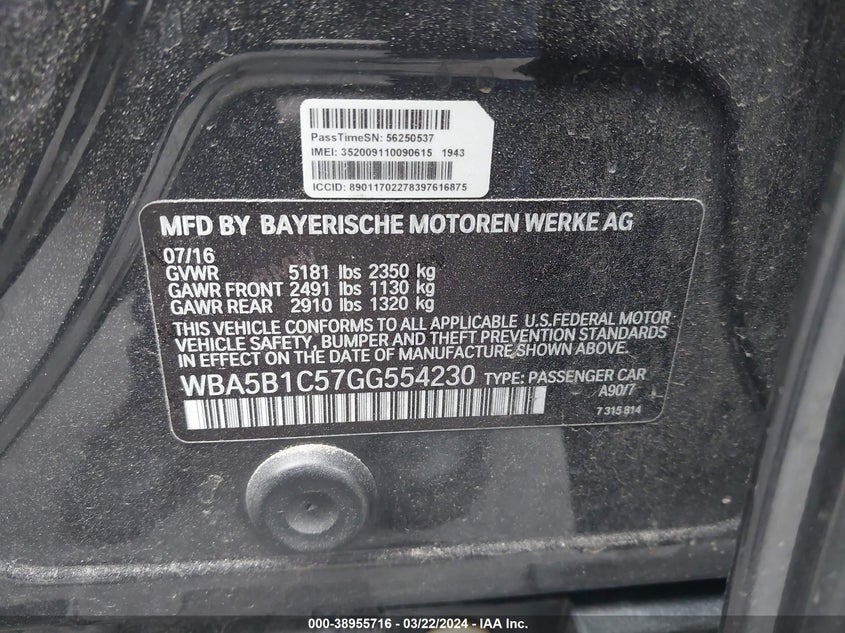 PassTimeSN: 56250537
IMEI: 352009110090615 1943
ICCID: 89011702278397616875
MFD BY BAYERISCHE MOTOREN WERKE AG
07/16
GVWR 5181 lbs 2350 kg
GAWR FRONT 2491 lbs 1130 kg
GAWR REAR 2910 lbs 1320 kg
THIS VEHICLE CONFORMS TO ALL APPLICABLE U.S.FEDERAL MOTOR-
VEHICLE SAFETY, BUMPER AND THEFT PREVENTION STANDARDS
IN EFFECT ON THE DATE OF MANUFACTURE SHOWN ABOVE.
WBA5B1C57GG554230 TYPE: PASSENGER CAR
A90/7
7 315 814
000-38955716 - 03/22/2024 - IAA Inc.